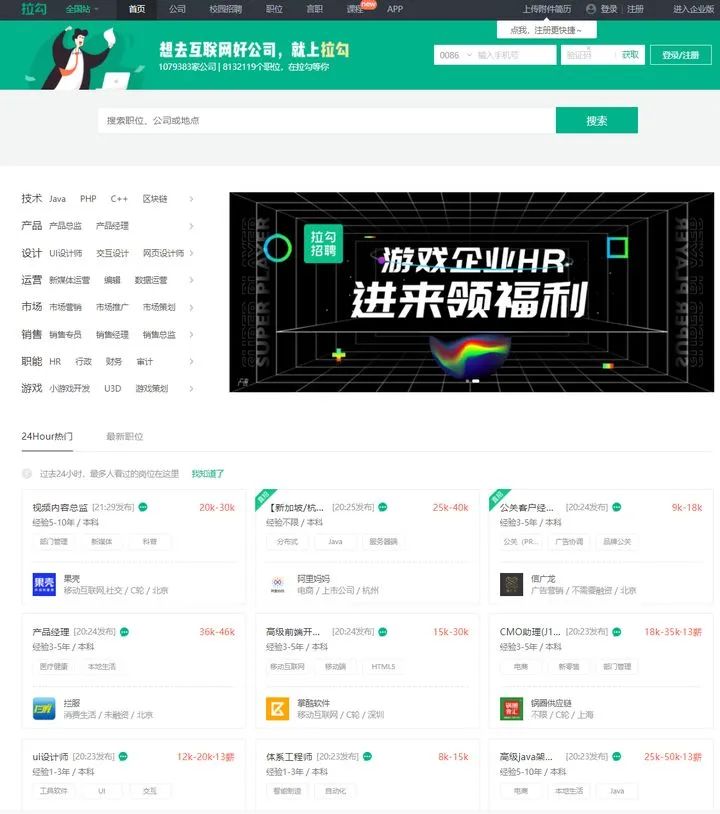 拉勾 全国站 首页 公司 校园招聘 职位 言职 课程 new APP 上传附件简历 登录 注册 进入企业版
点我，注册更快捷~
想去互联网好公司，就上拉勾
1079383家公司 | 8132119个职位，在拉勾等你
0086 输入手机号 验证码 获取 登录/注册
搜索职位、公司或地点 搜索
技术 Java PHP C++ 区块链
产品 产品总监 产品经理
设计 UI设计师 交互设计 网页设计师
运营 新媒体运营 编辑 数据运营
市场 市场营销 市场推广 市场策划
销售 销售专员 销售经理 销售总监
职能 HR 行政 财务 审计
游戏 小游戏开发 U3D 游戏策划
SUPER PLAYER
拉勾
招聘
游戏企业HR
进来领福利
SUPER PLAYER
广告
24Hour热门 最新职位
过去24小时，最多人看过的岗位在这里 我知道了
视频内容总监 [21:29发布] 20k-30k
经验5-10年 / 本科
部门管理 新媒体 科普
果壳
果壳
移动互联网,社交 / C轮 / 北京
直招
【新加坡/杭... [20:25发布] 25k-40k
经验不限 / 本科
分布式 Java 服务器端
阿里妈妈
电商 / 上市公司 / 杭州
直招
公关客户经... [20:24发布] 9k-18k
经验3-5年 / 本科
公关（PR... 广告协调 品牌公关
信广龙
广告营销 / 不需要融资 / 北京
产品经理 [20:24发布] 36k-46k
经验3-5年 / 本科
医疗健康 本地生活
拦服
消费生活 / 未融资 / 北京
高级前端开... [20:24发布] 15k-30k
经验3-5年 / 本科
移动互联网 移动端 HTML5
掌酷软件
移动互联网 / C轮 / 深圳
CMO助理(J1... [20:23发布] 18k-35k·13薪
经验3-5年 / 本科
电商 新零售 部门管理
锅圈
食汇
锅圈供应链
不限 / C轮 / 上海
ui设计师 [20:23发布] 12k-20k·13薪
经验1-3年 / 本科
工具软件 UI 交互
体系工程师 [20:23发布] 8k-15k
经验1-3年 / 本科
智能制造 自动化
高级java架... [20:23发布] 25k-50k·13薪
经验5-10年 / 本科
电商 本地生活 Java